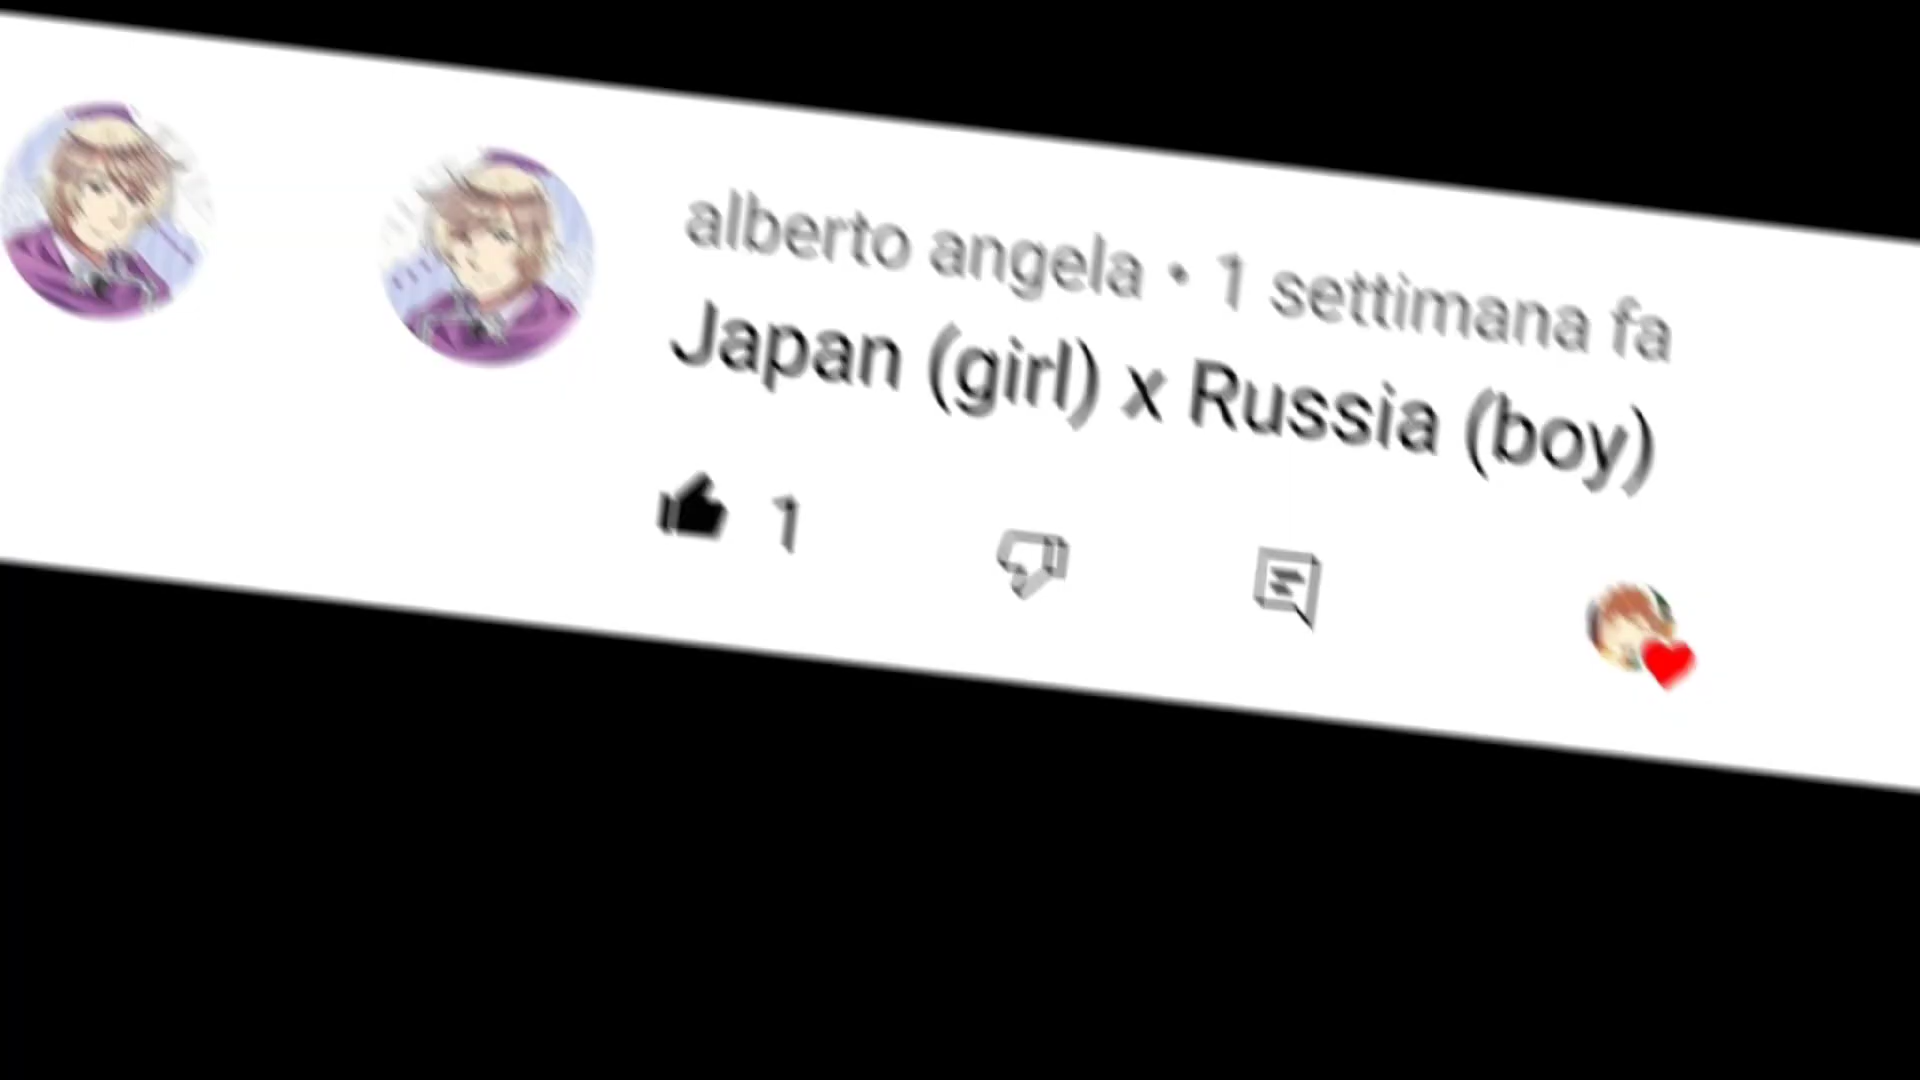 alberto angela • 1 settimana fa
Japan (girl) x Russia (boy)
1